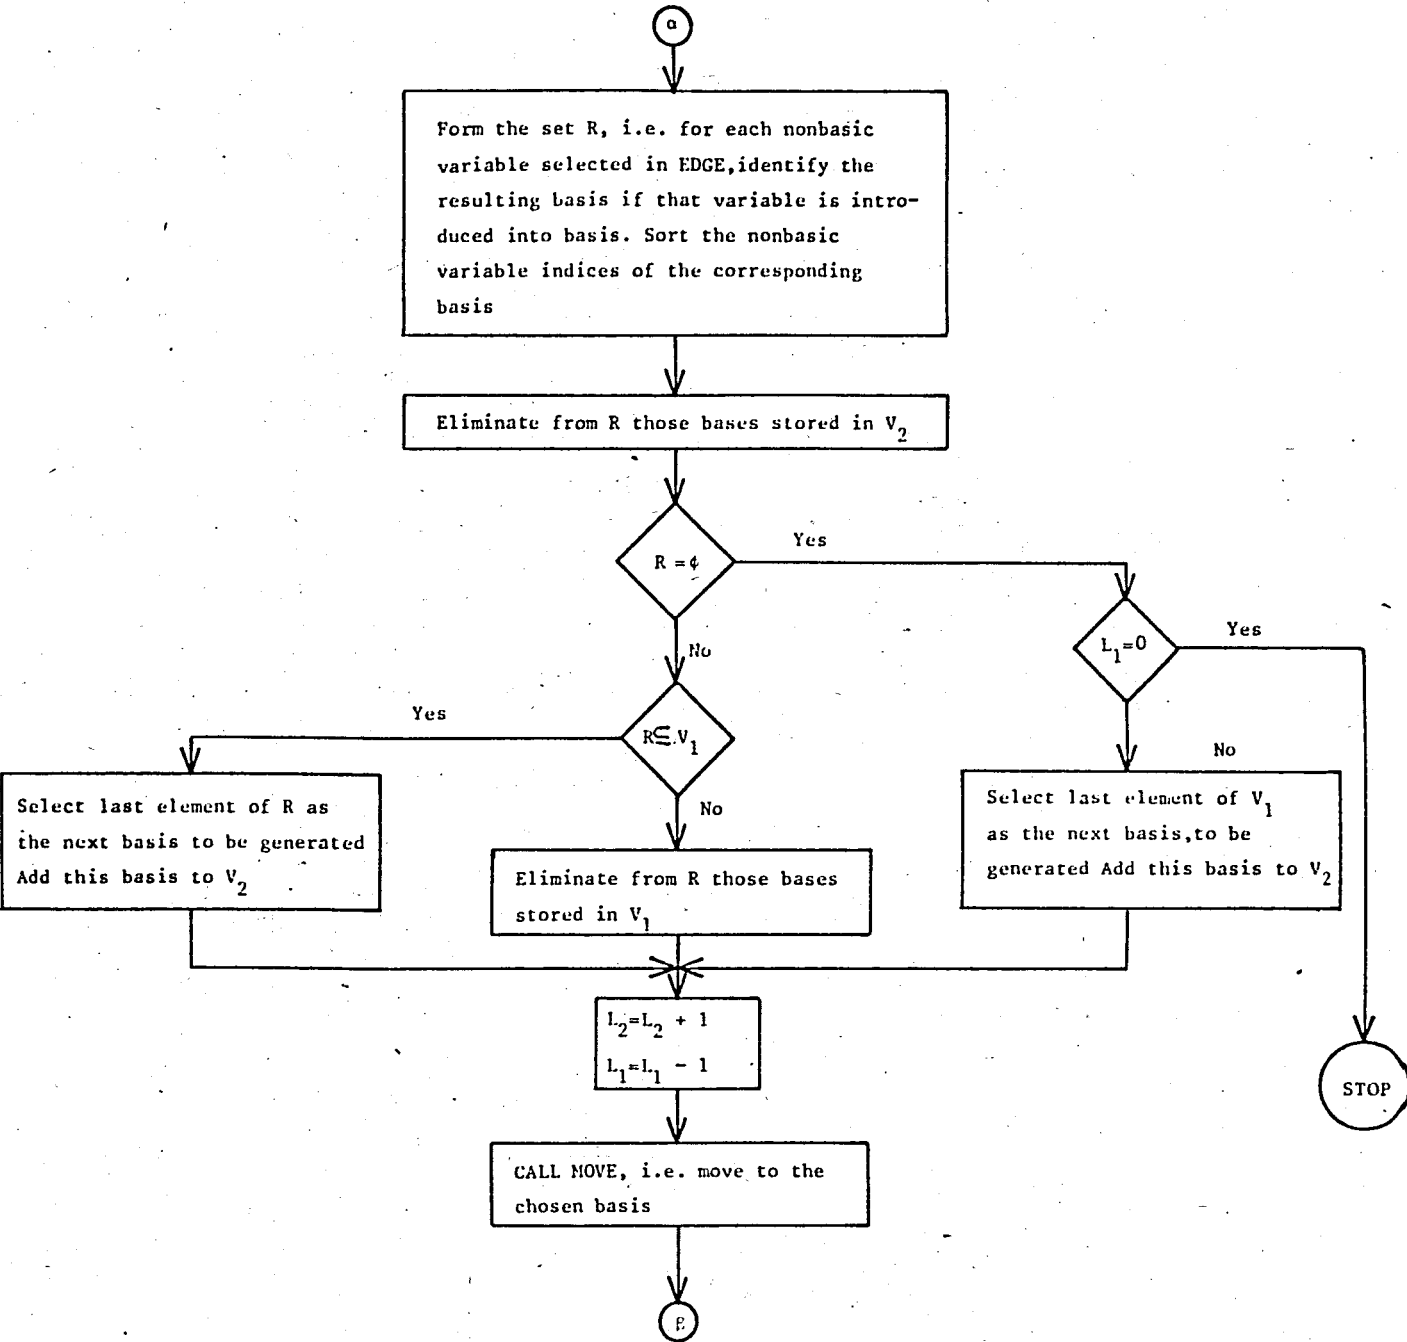 α
Form the set R, i.e. for each nonbasic
variable selected in EDGE,identify the
resulting basis if that variable is intro-
duced into basis. Sort the nonbasic
variable indices of the corresponding
basis
Eliminate from R those bases stored in V2
Yes
R = ¢
Yes
L1=0
No
Yes
R⊆.V1
No
No
Select last element of R as
the next basis to be generated
Add this basis to V2
Eliminate from R those bases
stored in V1
Select last element of V1
as the next basis,to be
generated Add this basis to V2
L2=L2 + 1
L1=L1 - 1
STOP
CALL MOVE, i.e. move to the
chosen basis
β